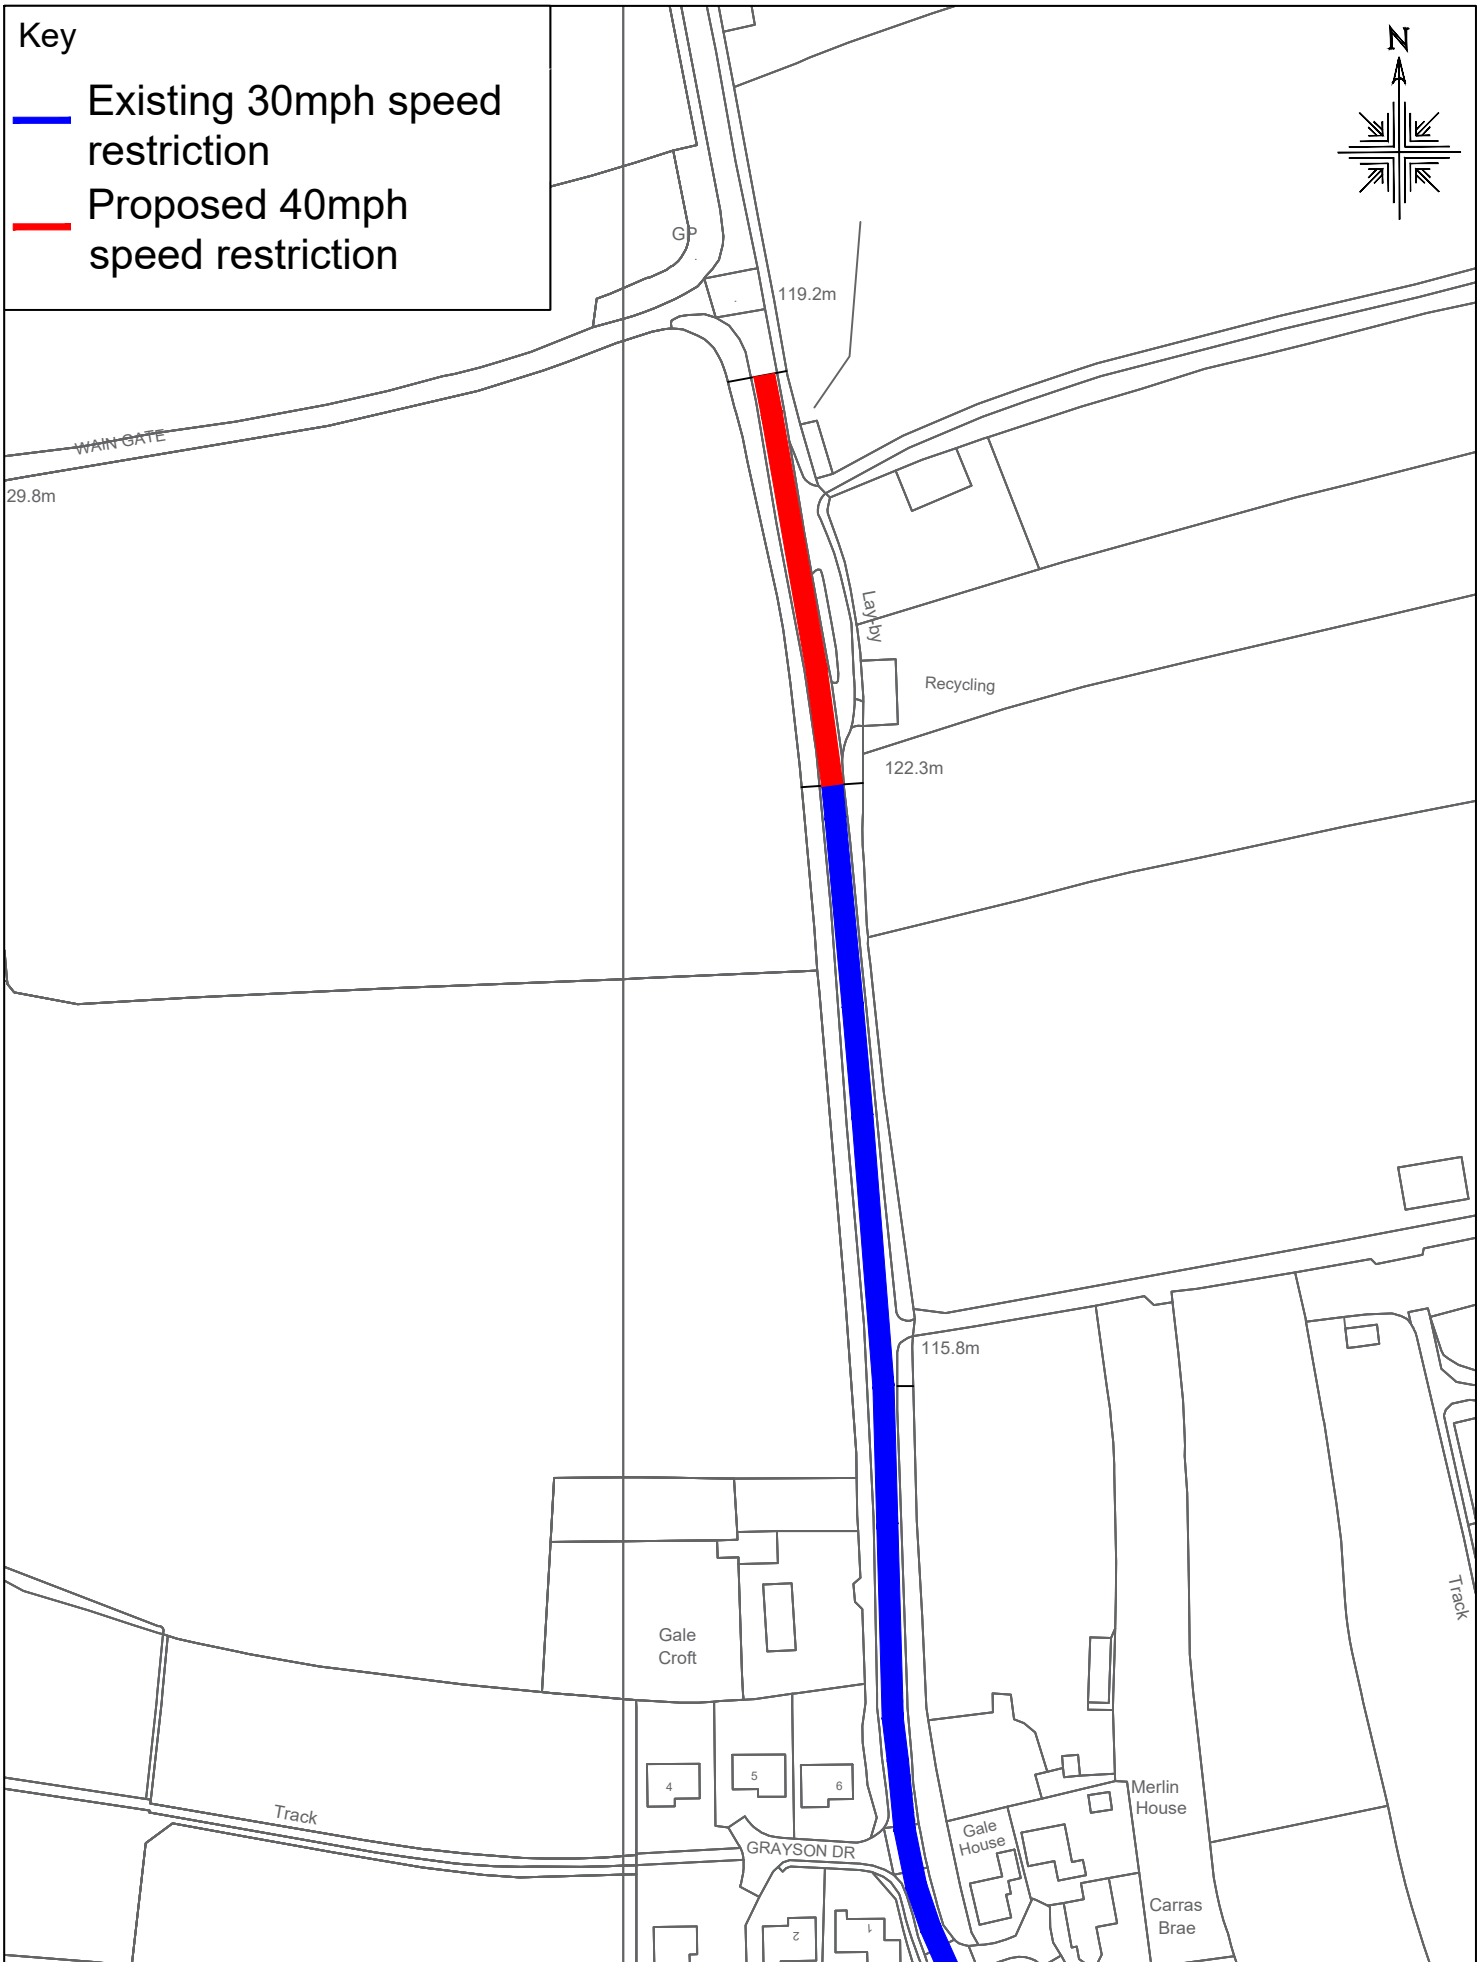 Key
Existing 30mph speed
restriction
Proposed 40mph
speed restriction
N
GP
119.2m
WAIN GATE
29.8m
Lay-by
Recycling
122.3m
115.8m
Track
Gale
Croft
4
5
6
Merlin
House
Track
GRAYSON DR
Gale
House
Carras
Brae
2
1